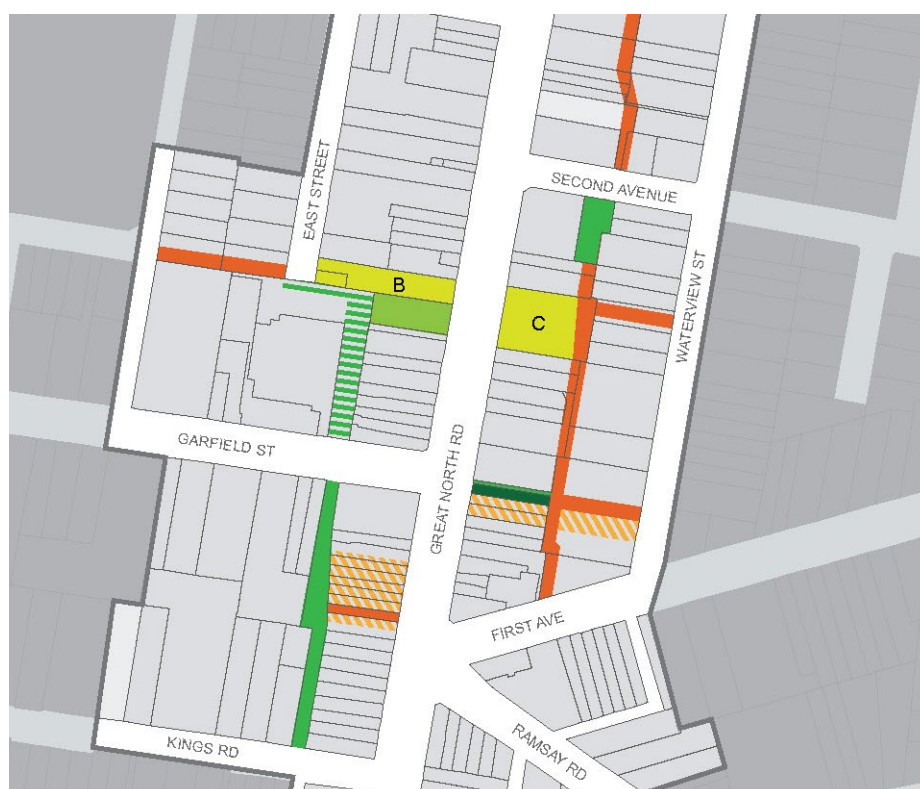 SECOND AVENUE
EAST STREET
WATERVIEW ST
B
C
GARFIELD ST
GREAT NORTH RD
FIRST AVE
KINGS RD
RAMSAY RD